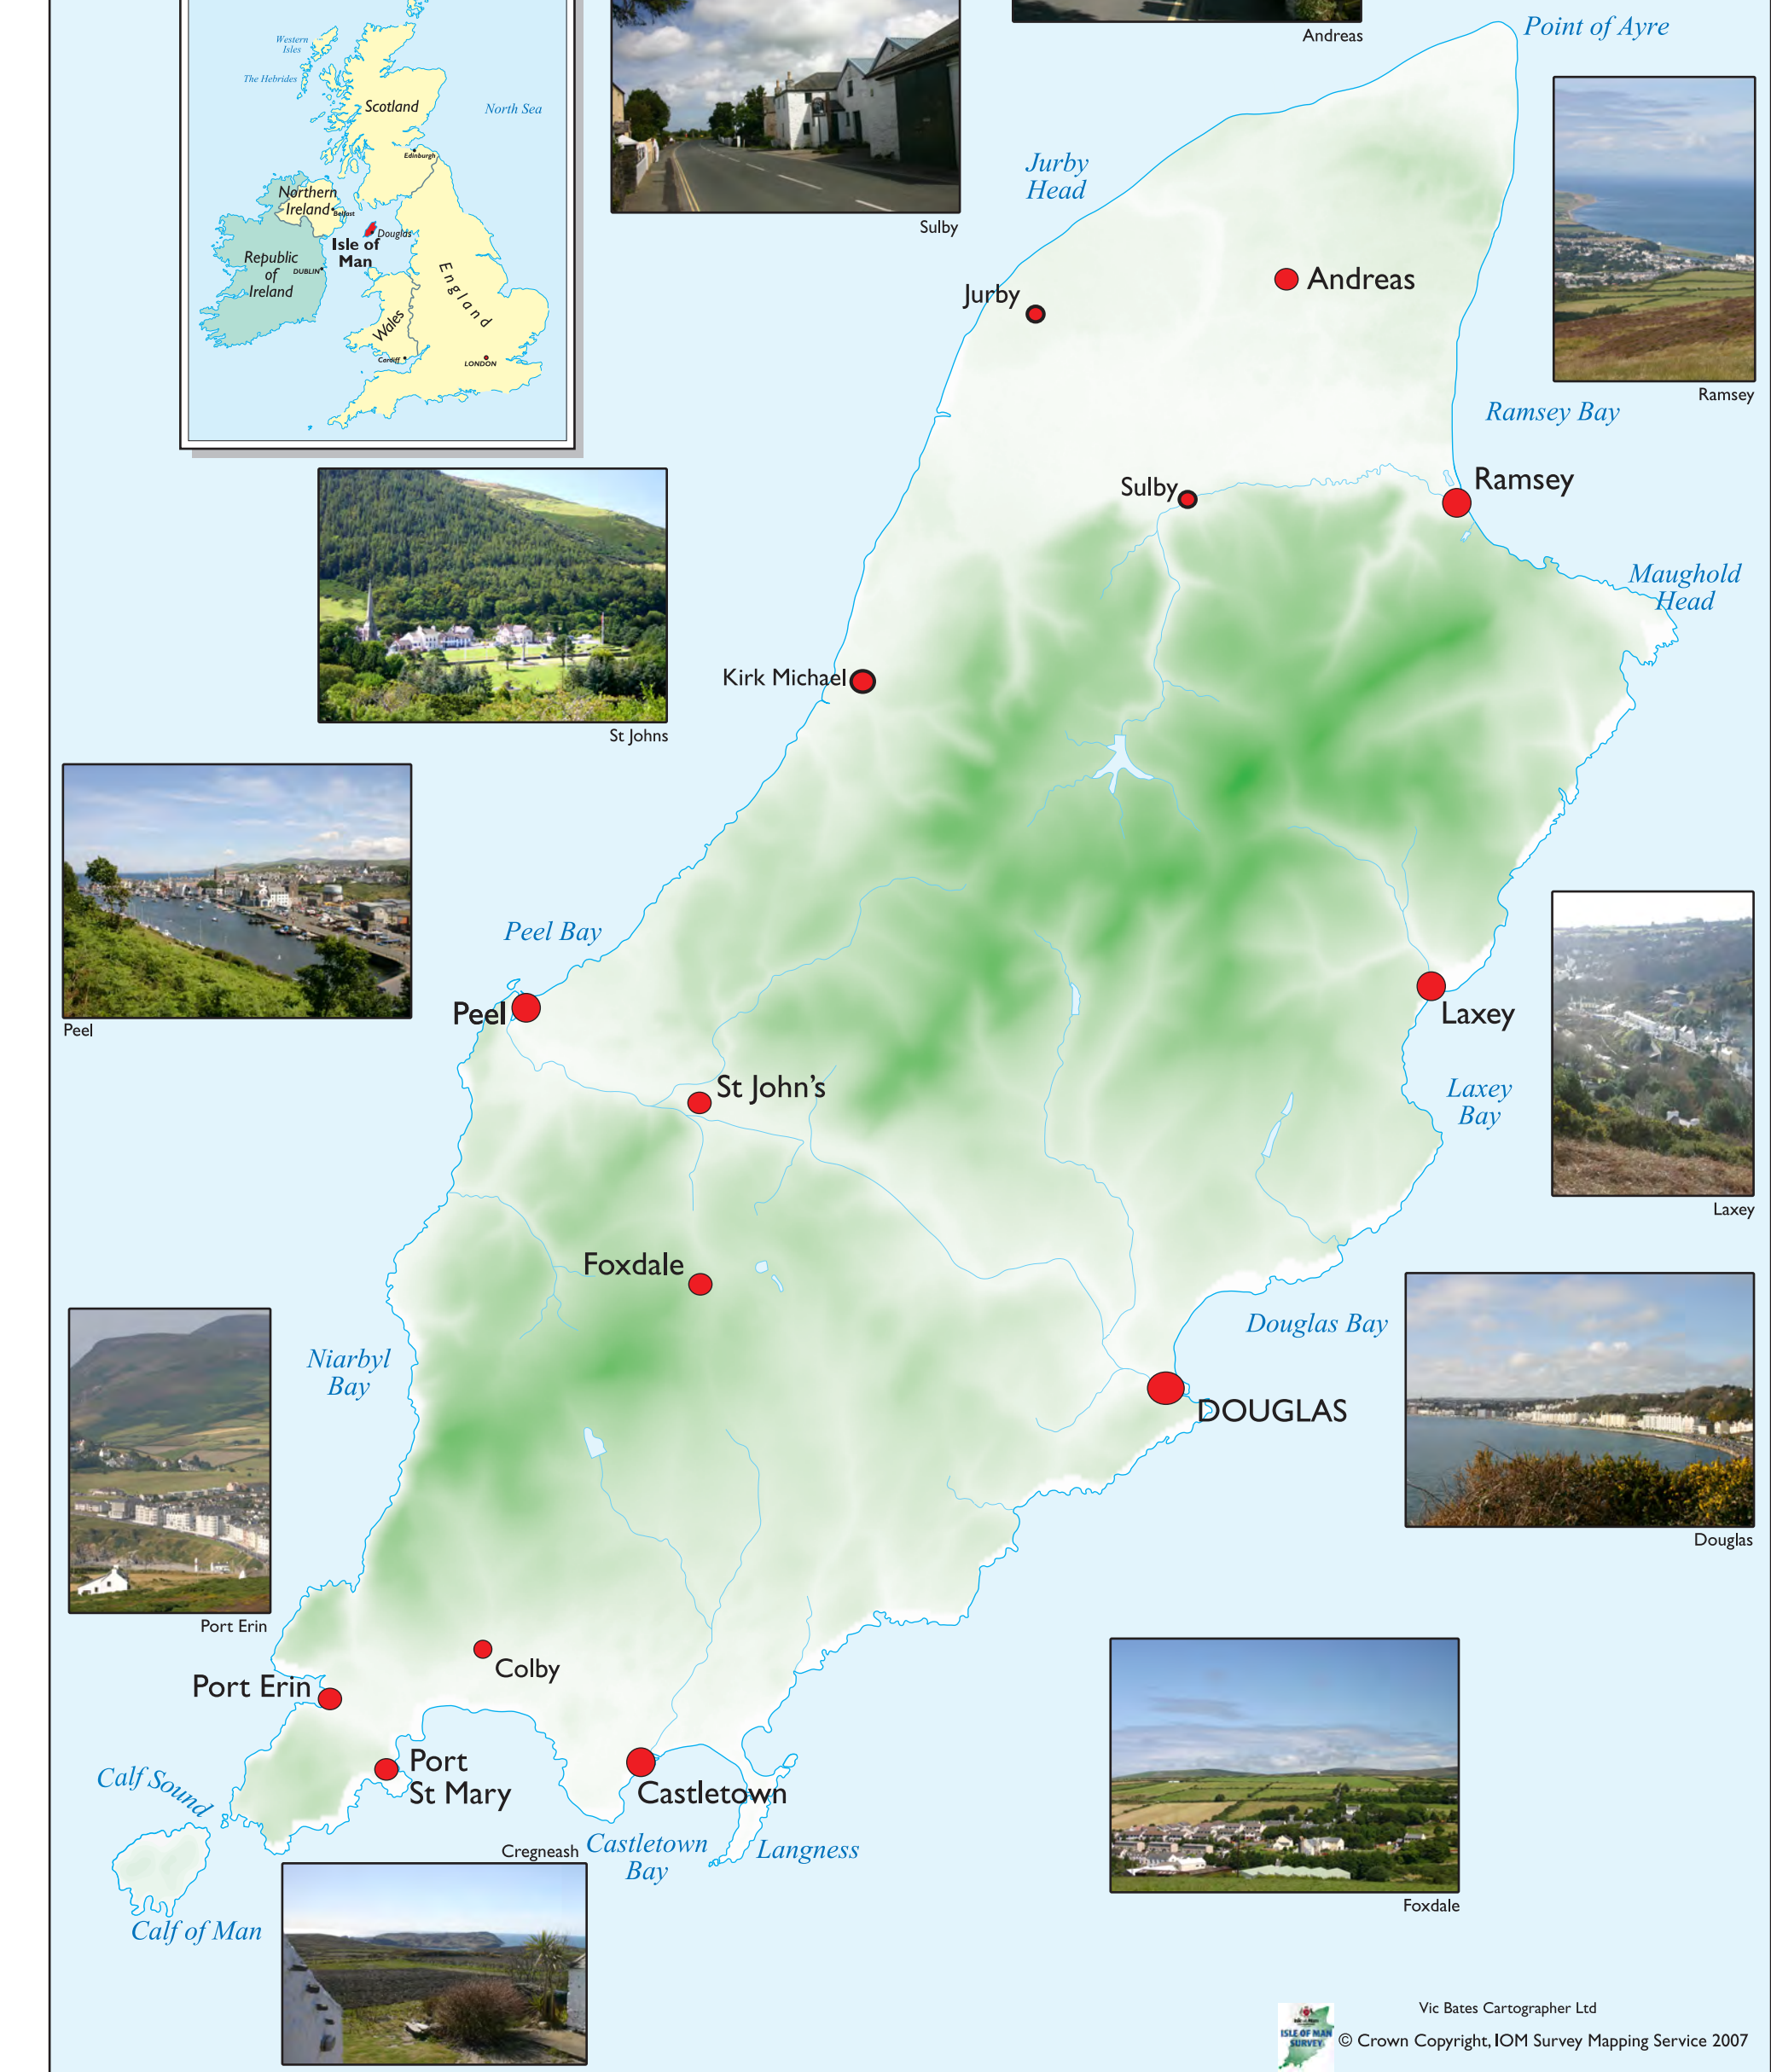 Western
Isles
The Hebrides
Scotland
North Sea
Edinburgh
Northern
Ireland
Belfast
Douglas
Isle of
Man
Republic
of
Ireland
DUBLIN
England
Wales
Cardiff
LONDON
Sulby
Andreas
Point of Ayre
Jurby
Head
Jurby
Andreas
Ramsey
Ramsey Bay
Sulby
Ramsey
Maughold
Head
St Johns
Kirk Michael
Peel Bay
Peel
Peel
Laxey
St John’s
Laxey
Bay
Laxey
Foxdale
Douglas Bay
Niarbyl
Bay
DOUGLAS
Douglas
Port Erin
Colby
Port Erin
Port
St Mary
Castletown
Calf Sound
Cregneash
Castletown
Bay
Langness
Calf of Man
Foxdale
Vic Bates Cartographer Ltd
ISLE OF MAN
SURVEY
© Crown Copyright, IOM Survey Mapping Service 2007